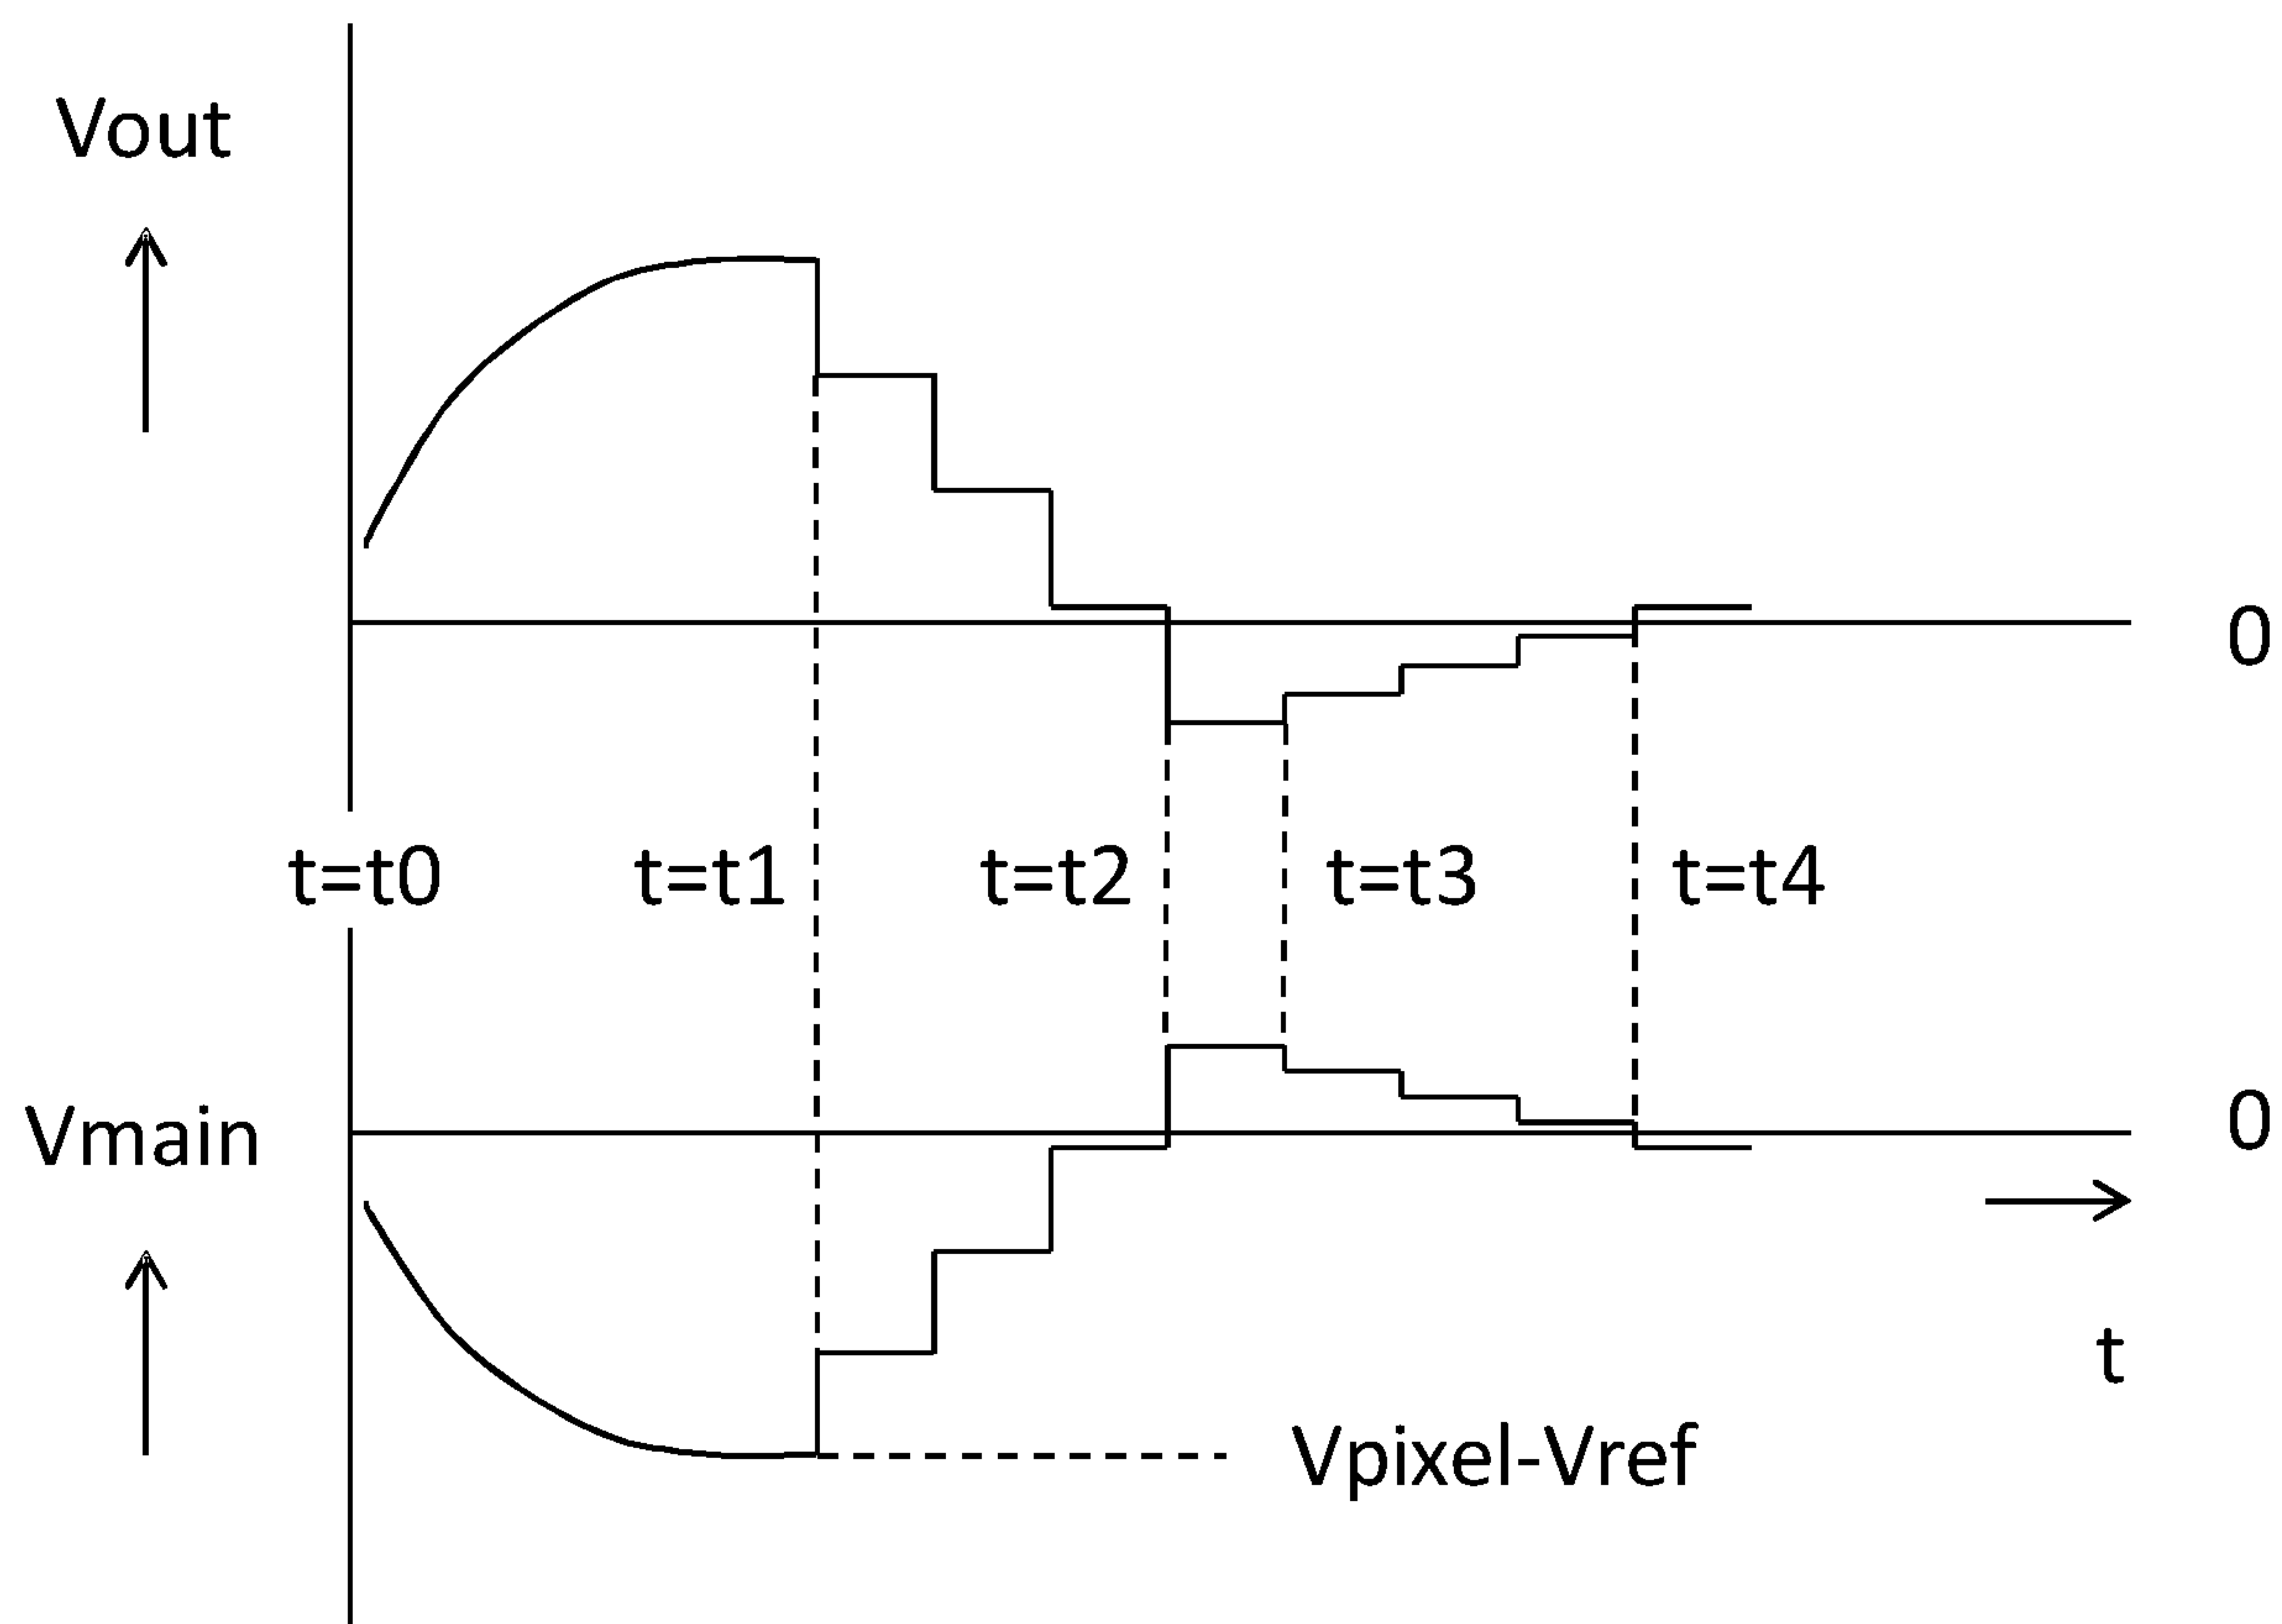 Vout
0
t=t0 t=t1 t=t2 t=t3 t=t4
Vmain
0
t
Vpixel-Vref